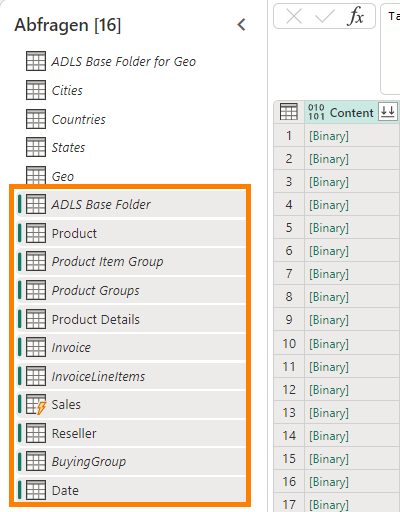 Abfragen [16]
ADLS Base Folder for Geo
Cities
Countries
States
Geo
ADLS Base Folder
Product
Product Item Group
Product Groups
Product Details
Invoice
InvoiceLineItems
Sales
Reseller
BuyingGroup
Date
fx
Ta
010
101 Content
1 [Binary]
2 [Binary]
3 [Binary]
4 [Binary]
5 [Binary]
6 [Binary]
7 [Binary]
8 [Binary]
9 [Binary]
10 [Binary]
11 [Binary]
12 [Binary]
13 [Binary]
14 [Binary]
15 [Binary]
16 [Binary]
17 [Binary]